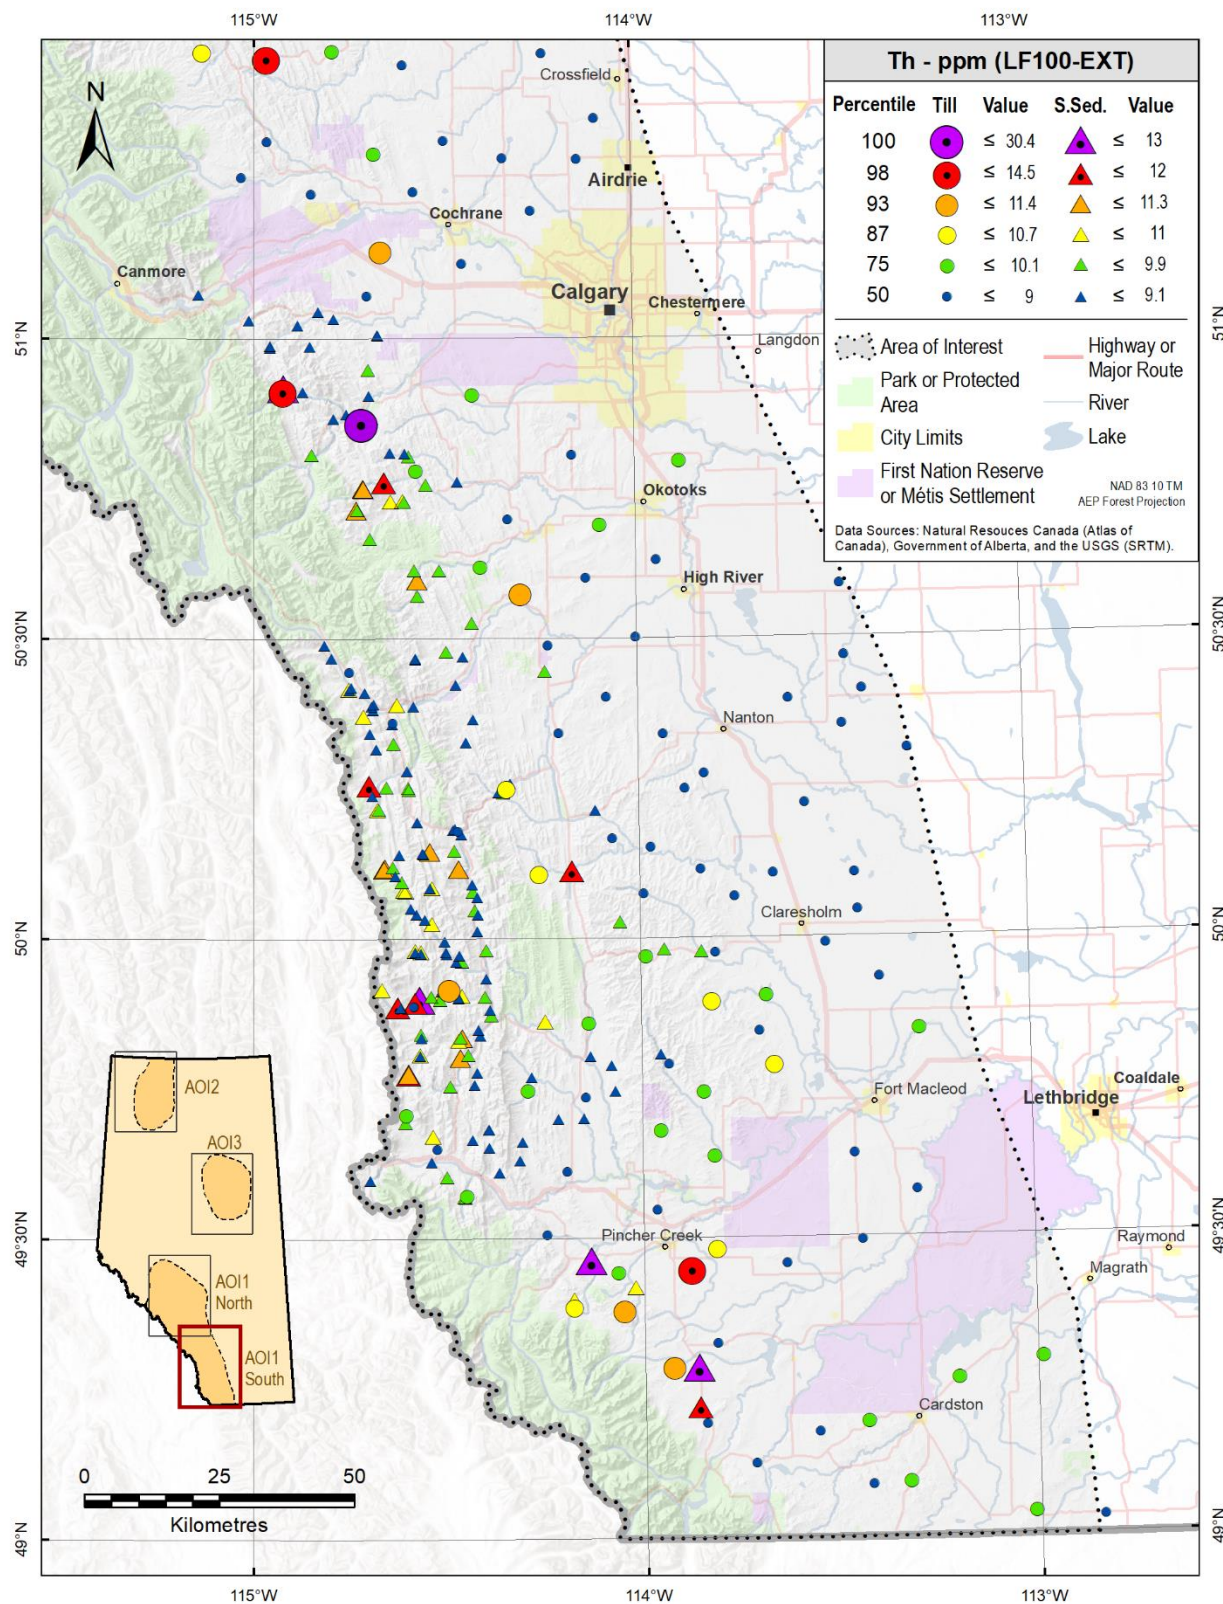 115°W 114°W 113°W
Th - ppm (LF100-EXT)
Percentile Till Value S.Sed. Value
100 ≤ 30.4 ≤ 13
98 ≤ 14.5 ≤ 12
93 ≤ 11.4 ≤ 11.3
87 ≤ 10.7 ≤ 11
75 ≤ 10.1 ≤ 9.9
50 ≤ 9 ≤ 9.1
Area of Interest
Park or Protected
Area
City Limits
First Nation Reserve
or Métis Settlement
Highway or
Major Route
River
Lake
NAD 83 10 TM
AEP Forest Projection
Data Sources: Natural Resouces Canada (Atlas of
Canada), Government of Alberta, and the USGS (SRTM).
N
Crossfield
Airdrie
Cochrane
Canmore
Calgary
Chestermere
Langdon
51°N
51°N
Okotoks
High River
50°30'N
50°30'N
Nanton
Claresholm
50°N
50°N
Fort Macleod
Coaldale
Lethbridge
Pincher Creek
Raymond
Magrath
49°30'N
49°30'N
Cardston
AOI2
AOI3
AOI1
North
AOI1
South
0 25 50
Kilometres
49°N
49°N
115°W 114°W 113°W